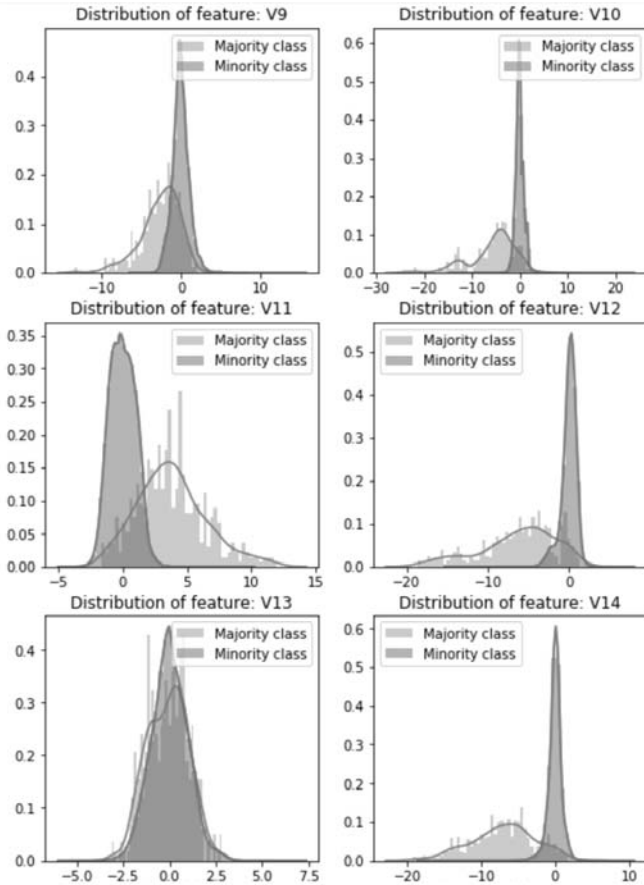 Distribution of feature: V9
Majority class
Minority class
0.4
0.3
0.2
0.1
0.0
−10 0 10
Distribution of feature: V10
Majority class
Minority class
0.6
0.5
0.4
0.3
0.2
0.1
0.0
−30 −20 −10 0 10 20
Distribution of feature: V11
Majority class
Minority class
0.35
0.30
0.25
0.20
0.15
0.10
0.05
0.00
−5 0 5 10 15
Distribution of feature: V12
Majority class
Minority class
0.5
0.4
0.3
0.2
0.1
0.0
−20 −10 0
Distribution of feature: V13
Majority class
Minority class
0.4
0.3
0.2
0.1
0.0
−5.0 −2.5 0.0 2.5 5.0 7.5
Distribution of feature: V14
Majority class
Minority class
0.6
0.5
0.4
0.3
0.2
0.1
0.0
−20 −10 0 10